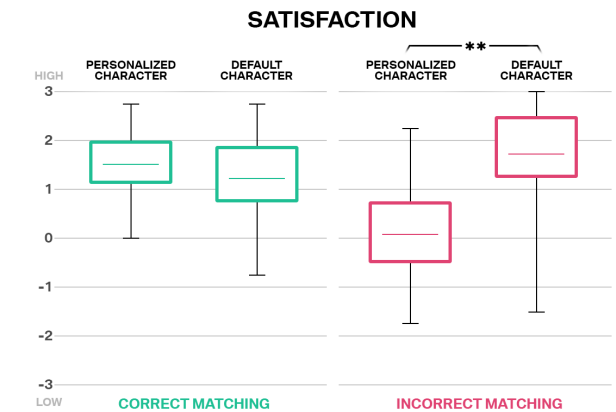 SATISFACTION
**
PERSONALIZED
CHARACTER
DEFAULT
CHARACTER
PERSONALIZED
CHARACTER
DEFAULT
CHARACTER
HIGH
3
2
1
0
-1
-2
-3
LOW
CORRECT MATCHING
INCORRECT MATCHING